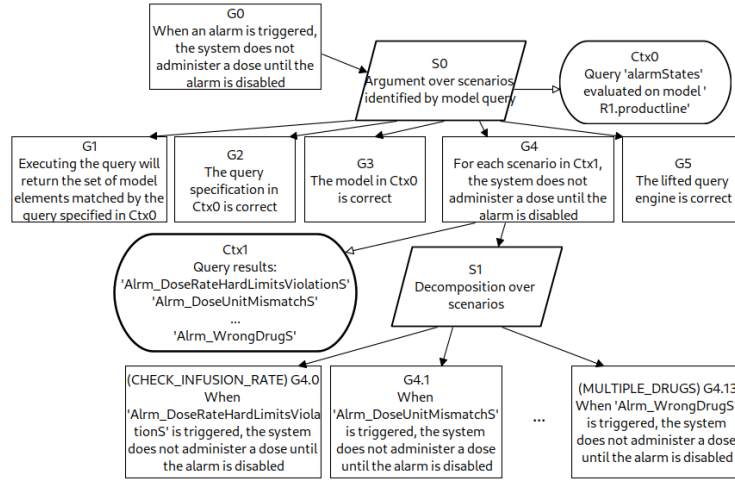 G0
When an alarm is triggered,
the system does not
administer a dose until the
alarm is disabled
S0
Argument over scenarios
identified by model query
Ctx0
Query 'alarmStates'
evaluated on model '
R1.productline'
G1
Executing the query will
return the set of model
elements matched by the
query specified in Ctx0
G2
The query
specification in
Ctx0 is correct
G3
The model in Ctx0
is correct
G4
For each scenario in Ctx1,
the system does not
administer a dose until the
alarm is disabled
G5
The lifted query
engine is correct
Ctx1
Query results:
'Alrm_DoseRateHardLimitsViolationS'
'Alrm_DoseUnitMismatchS'
...
'Alrm_WrongDrugS'
S1
Decomposition over
scenarios
(CHECK_INFUSION_RATE) G4.0
When
'Alrm_DoseRateHardLimitsViola
tionS' is triggered, the system
does not administer a dose until
the alarm is disabled
G4.1
When
'Alrm_DoseUnitMismatchS'
is triggered, the system
does not administer a dose
until the alarm is disabled
...
(MULTIPLE_DRUGS) G4.13
When 'Alrm_WrongDrugS'
is triggered, the system
does not administer a dose
until the alarm is disabled